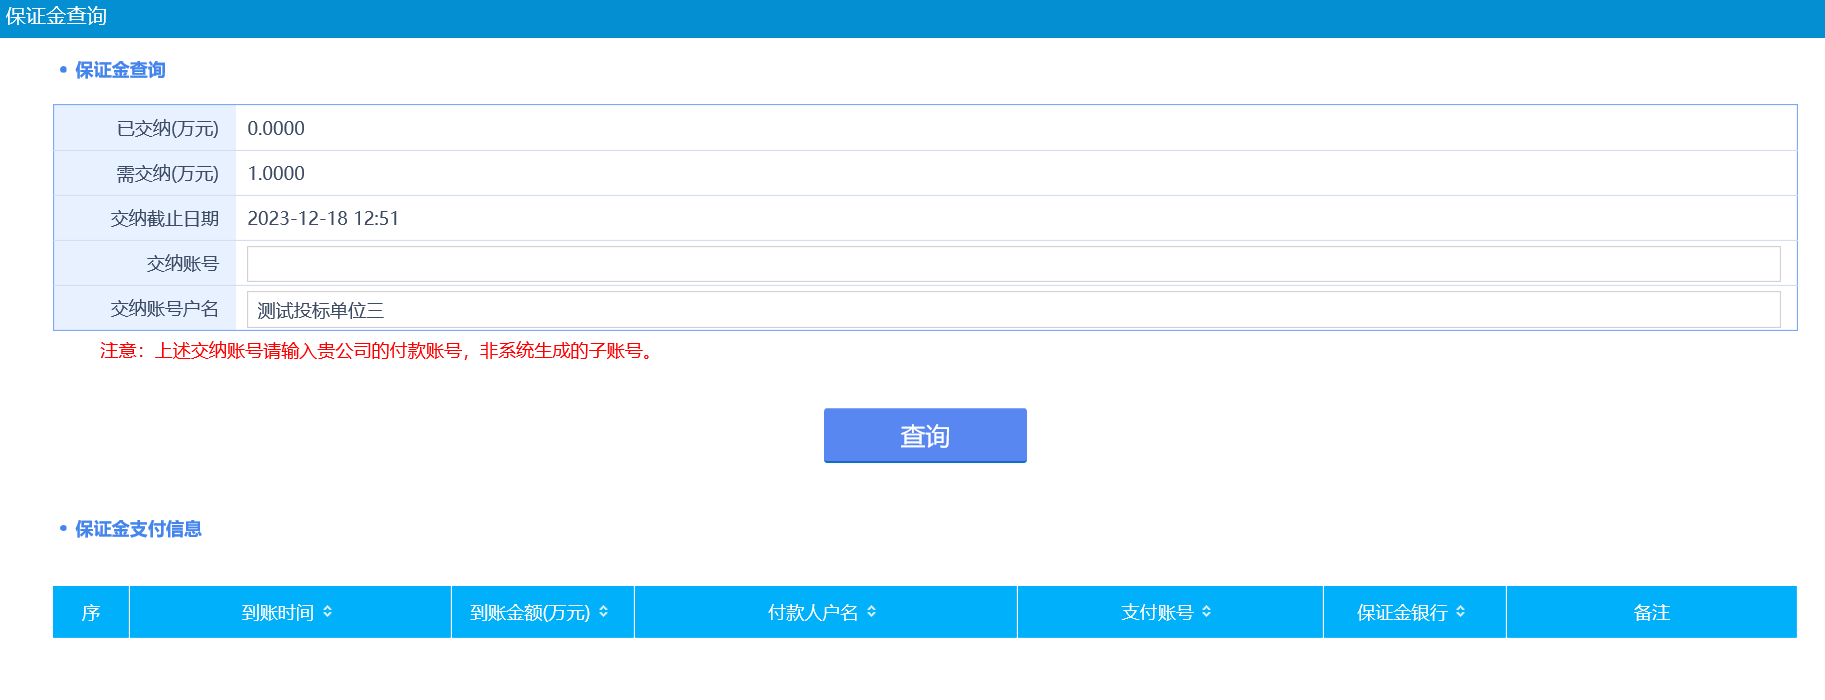 保证金查询
• 保证金查询
已交纳(万元) 0.0000
需交纳(万元) 1.0000
交纳截止日期 2023-12-18 12:51
交纳账号
交纳账号户名 测试投标单位三
注意：上述交纳账号请输入贵公司的付款账号，非系统生成的子账号。
查询
• 保证金支付信息
序 到账时间 到账金额(万元) 付款人户名 支付账号 保证金银行 备注